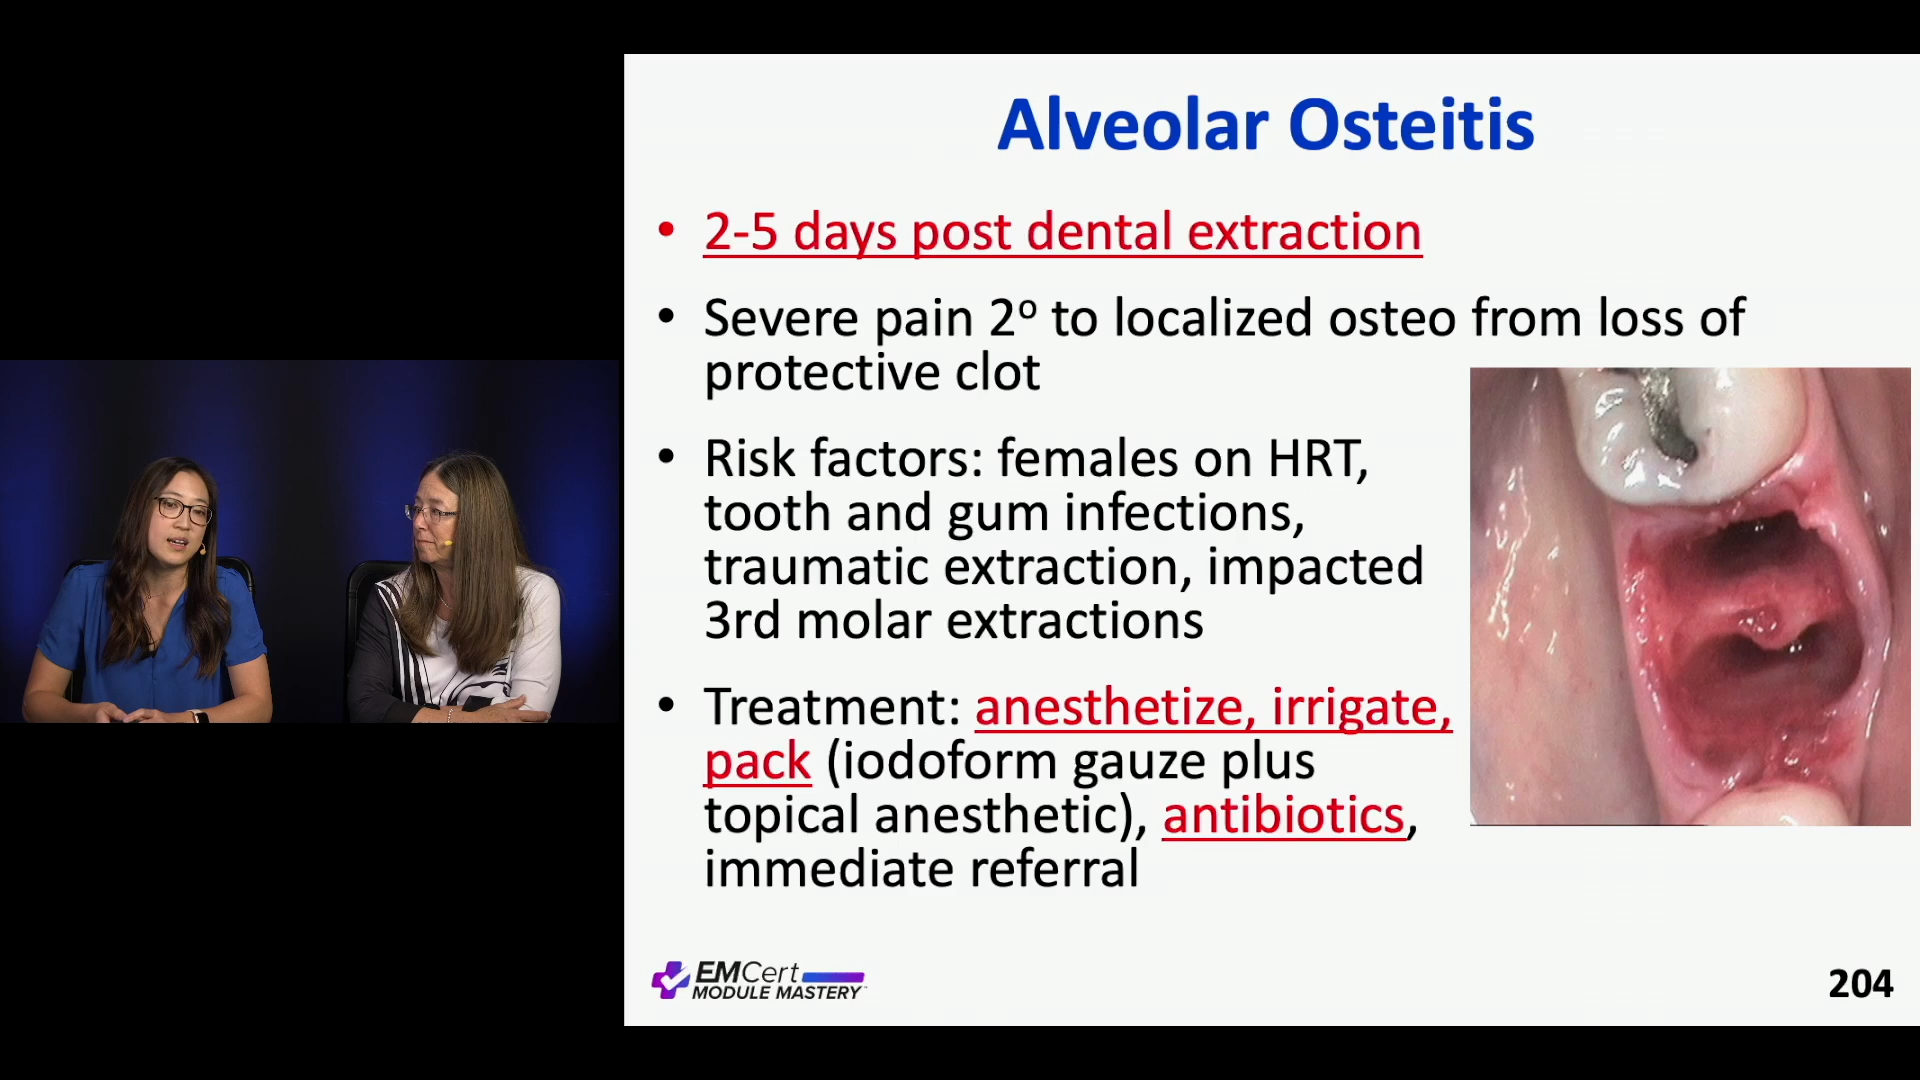 Alveolar Osteitis
• 2-5 days post dental extraction
• Severe pain 2º to localized osteo from loss of
protective clot
• Risk factors: females on HRT,
tooth and gum infections,
traumatic extraction, impacted
3rd molar extractions
• Treatment: anesthetize, irrigate,
pack (iodoform gauze plus
topical anesthetic), antibiotics,
immediate referral
EMCert
MODULE MASTERY™
204